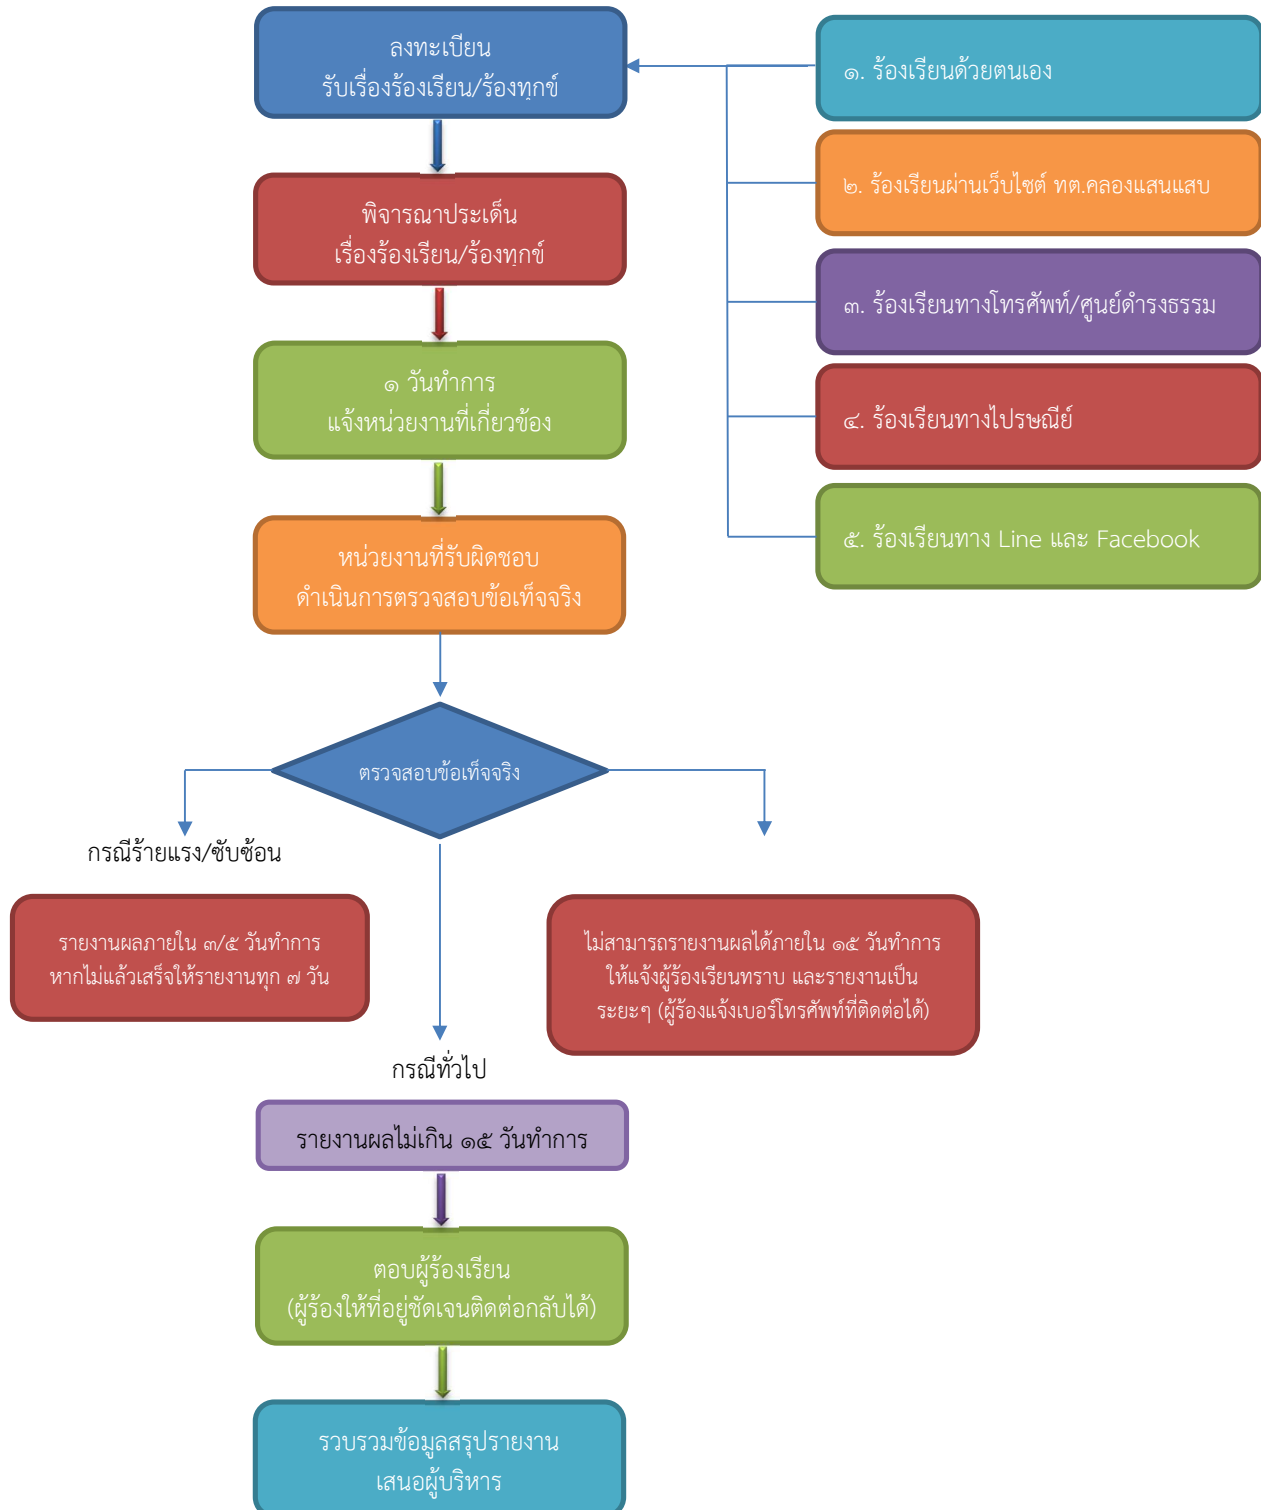 ลงทะเบียน
รับเรื่องร้องเรียน/ร้องทุกข์
๑. ร้องเรียนด้วยตนเอง
๒. ร้องเรียนผ่านเว็บไซต์ ทต.คลองแสนแสบ
พิจารณาประเด็น
เรื่องร้องเรียน/ร้องทุกข์
๓. ร้องเรียนทางโทรศัพท์/ศูนย์ดำรงธรรม
๑ วันทำการ
แจ้งหน่วยงานที่เกี่ยวข้อง
๔. ร้องเรียนทางไปรษณีย์
๕. ร้องเรียนทาง Line และ Facebook
หน่วยงานที่รับผิดชอบ
ดำเนินการตรวจสอบข้อเท็จจริง
ตรวจสอบข้อเท็จจริง
กรณีร้ายแรง/ซับซ้อน
รายงานผลภายใน ๓/๕ วันทำการ
หากไม่แล้วเสร็จให้รายงานทุก ๗ วัน
ไม่สามารถรายงานผลได้ภายใน ๑๕ วันทำการ
ให้แจ้งผู้ร้องเรียนทราบ และรายงานเป็น
ระยะๆ (ผู้ร้องแจ้งเบอร์โทรศัพท์ที่ติดต่อได้)
กรณีทั่วไป
รายงานผลไม่เกิน ๑๕ วันทำการ
ตอบผู้ร้องเรียน
(ผู้ร้องให้ที่อยู่ชัดเจนติดต่อกลับได้)
รวบรวมข้อมูลสรุปรายงาน
เสนอผู้บริหาร